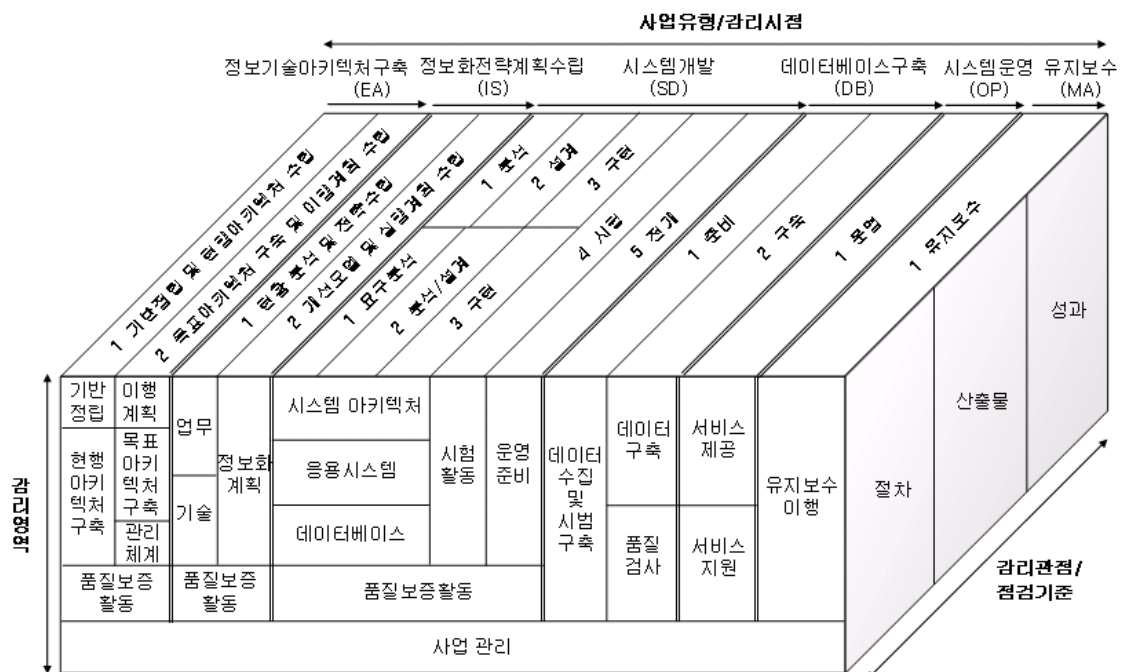 사업유형/감리시점
정보기술아키텍처구축
(EA)
정보화전략계획수립
(IS)
시스템개발
(SD)
데이터베이스구축
(DB)
시스템운영
(OP)
유지보수
(MA)
1 기반정립 및 현행아키텍처 수립
2 목표아키텍처 구축 및 이행계획 수립
1 현황분석 및 전략수립
2 개선모델 및 실행계획 수립
1 분석
2 설계
3 구현
1 요구분석
2 분석/설계
3 구현
4 시험
5 전개
1 준비
2 구축
1 운영
1 유지보수
감리영역
기반
정립
이행
계획
현행
아키
텍처
구축
목표
아키
텍처
구축
관리
체계
품질보증
활동
업무
기술
정보화
계획
품질보증
활동
시스템 아키텍처
응용시스템
데이터베이스
시험
활동
운영
준비
품질보증활동
데이터
수집
및
시범
구축
데이터
구축
품질
검사
서비스
제공
서비스
지원
유지보수
이행
사업 관리
절차
산출물
성과
감리관점/
점검기준